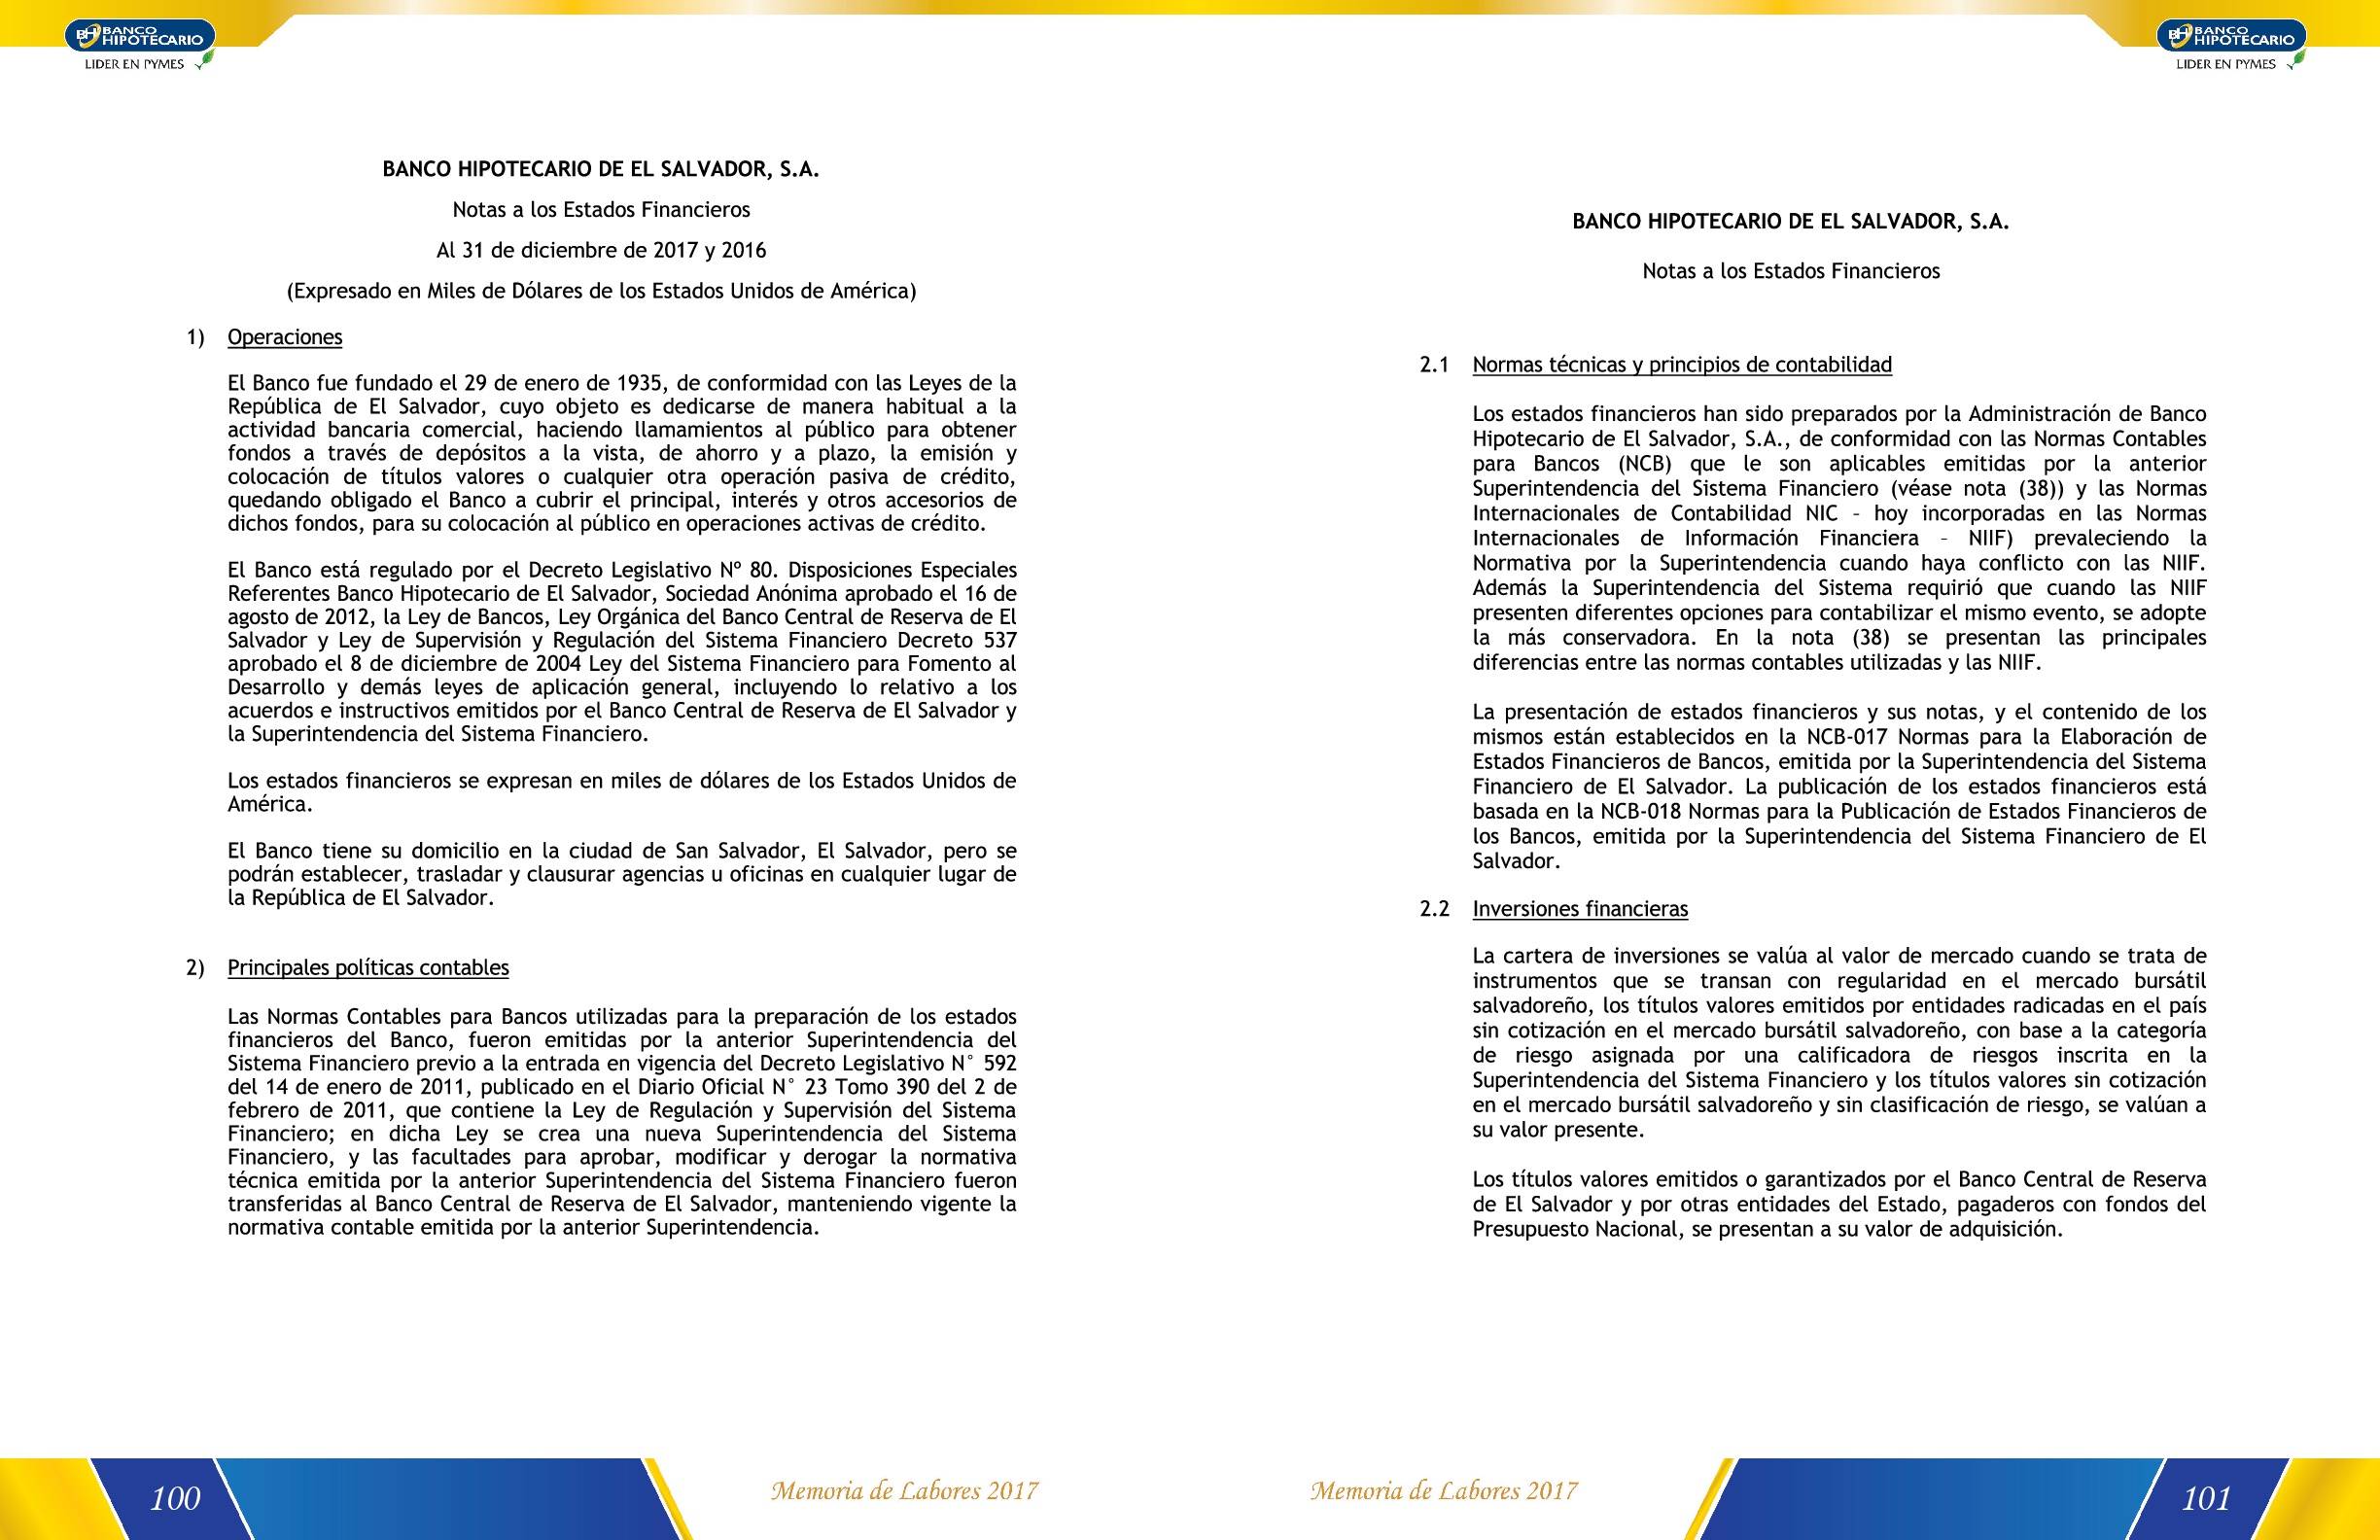 BH BANCO
HIPOTECARIO
LIDER EN PYMES
BANCO HIPOTECARIO DE EL SALVADOR, S.A.
Notas a los Estados Financieros
Al 31 de diciembre de 2017 y 2016
(Expresado en Miles de Dólares de los Estados Unidos de América)
1) Operaciones
El Banco fue fundado el 29 de enero de 1935, de conformidad con las Leyes de la
República de El Salvador, cuyo objeto es dedicarse de manera habitual a la
actividad bancaria comercial, haciendo llamamientos al público para obtener
fondos a través de depósitos a la vista, de ahorro y a plazo, la emisión y
colocación de títulos valores o cualquier otra operación pasiva de crédito,
quedando obligado el Banco a cubrir el principal, interés y otros accesorios de
dichos fondos, para su colocación al público en operaciones activas de crédito.
El Banco está regulado por el Decreto Legislativo Nº 80. Disposiciones Especiales
Referentes Banco Hipotecario de El Salvador, Sociedad Anónima aprobado el 16 de
agosto de 2012, la Ley de Bancos, Ley Orgánica del Banco Central de Reserva de El
Salvador y Ley de Supervisión y Regulación del Sistema Financiero Decreto 537
aprobado el 8 de diciembre de 2004 Ley del Sistema Financiero para Fomento al
Desarrollo y demás leyes de aplicación general, incluyendo lo relativo a los
acuerdos e instructivos emitidos por el Banco Central de Reserva de El Salvador y
la Superintendencia del Sistema Financiero.
Los estados financieros se expresan en miles de dólares de los Estados Unidos de
América.
El Banco tiene su domicilio en la ciudad de San Salvador, El Salvador, pero se
podrán establecer, trasladar y clausurar agencias u oficinas en cualquier lugar de
la República de El Salvador.
2) Principales políticas contables
Las Normas Contables para Bancos utilizadas para la preparación de los estados
financieros del Banco, fueron emitidas por la anterior Superintendencia del
Sistema Financiero previo a la entrada en vigencia del Decreto Legislativo N° 592
del 14 de enero de 2011, publicado en el Diario Oficial N° 23 Tomo 390 del 2 de
febrero de 2011, que contiene la Ley de Regulación y Supervisión del Sistema
Financiero; en dicha Ley se crea una nueva Superintendencia del Sistema
Financiero, y las facultades para aprobar, modificar y derogar la normativa
técnica emitida por la anterior Superintendencia del Sistema Financiero fueron
transferidas al Banco Central de Reserva de El Salvador, manteniendo vigente la
normativa contable emitida por la anterior Superintendencia.
100
Memoria de Labores 2017
BH BANCO
HIPOTECARIO
LIDER EN PYMES
BANCO HIPOTECARIO DE EL SALVADOR, S.A.
Notas a los Estados Financieros
2.1 Normas técnicas y principios de contabilidad
Los estados financieros han sido preparados por la Administración de Banco
Hipotecario de El Salvador, S.A., de conformidad con las Normas Contables
para Bancos (NCB) que le son aplicables emitidas por la anterior
Superintendencia del Sistema Financiero (véase nota (38)) y las Normas
Internacionales de Contabilidad NIC – hoy incorporadas en las Normas
Internacionales de Información Financiera – NIIF) prevaleciendo la
Normativa por la Superintendencia cuando haya conflicto con las NIIF.
Además la Superintendencia del Sistema requirió que cuando las NIIF
presenten diferentes opciones para contabilizar el mismo evento, se adopte
la más conservadora. En la nota (38) se presentan las principales
diferencias entre las normas contables utilizadas y las NIIF.
La presentación de estados financieros y sus notas, y el contenido de los
mismos están establecidos en la NCB-017 Normas para la Elaboración de
Estados Financieros de Bancos, emitida por la Superintendencia del Sistema
Financiero de El Salvador. La publicación de los estados financieros está
basada en la NCB-018 Normas para la Publicación de Estados Financieros de
los Bancos, emitida por la Superintendencia del Sistema Financiero de El
Salvador.
2.2 Inversiones financieras
La cartera de inversiones se valúa al valor de mercado cuando se trata de
instrumentos que se transan con regularidad en el mercado bursátil
salvadoreño, los títulos valores emitidos por entidades radicadas en el país
sin cotización en el mercado bursátil salvadoreño, con base a la categoría
de riesgo asignada por una calificadora de riesgos inscrita en la
Superintendencia del Sistema Financiero y los títulos valores sin cotización
en el mercado bursátil salvadoreño y sin clasificación de riesgo, se valúan a
su valor presente.
Los títulos valores emitidos o garantizados por el Banco Central de Reserva
de El Salvador y por otras entidades del Estado, pagaderos con fondos del
Presupuesto Nacional, se presentan a su valor de adquisición.
Memoria de Labores 2017
101